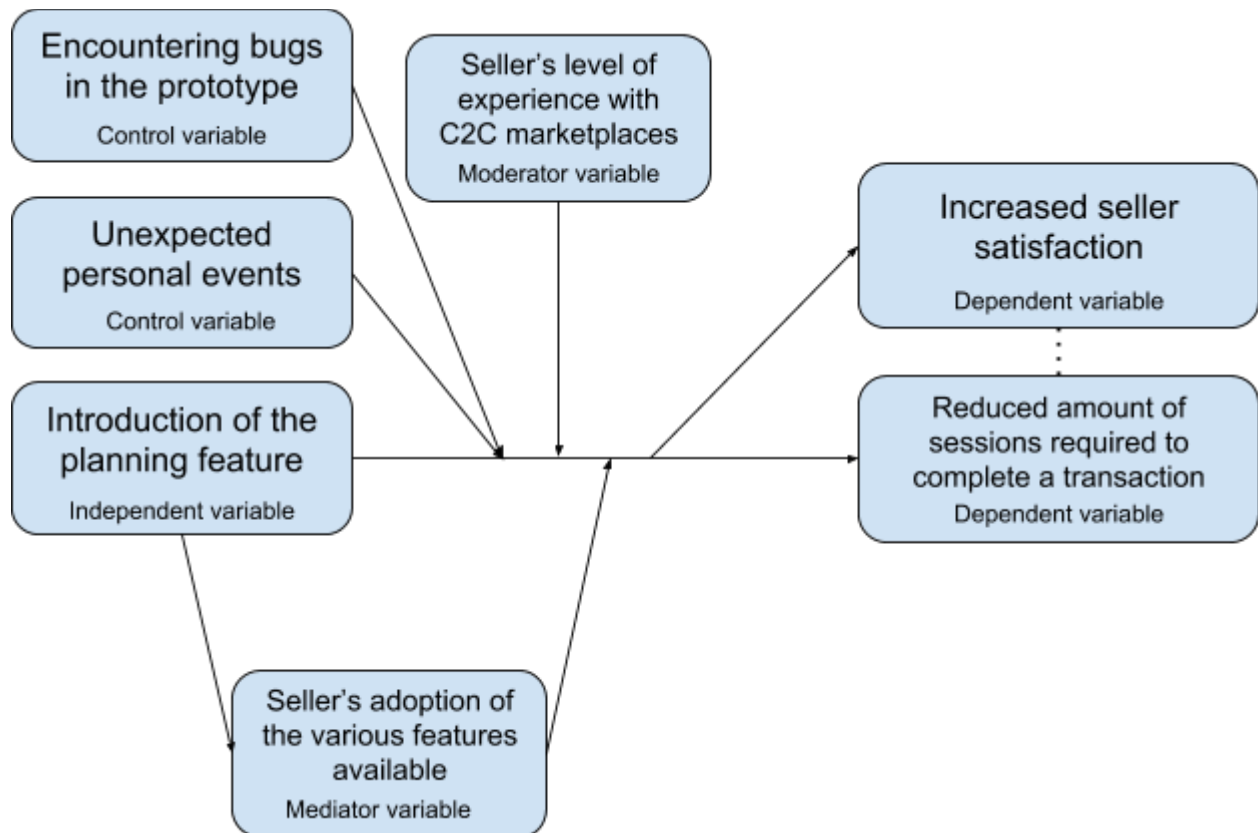 Encountering bugs
in the prototype
Control variable
Seller's level of
experience with
C2C marketplaces
Moderator variable
Unexpected
personal events
Control variable
Increased seller
satisfaction
Dependent variable
Introduction of the
planning feature
Independent variable
Reduced amount of
sessions required to
complete a transaction
Dependent variable
Seller's adoption of
the various features
available
Mediator variable